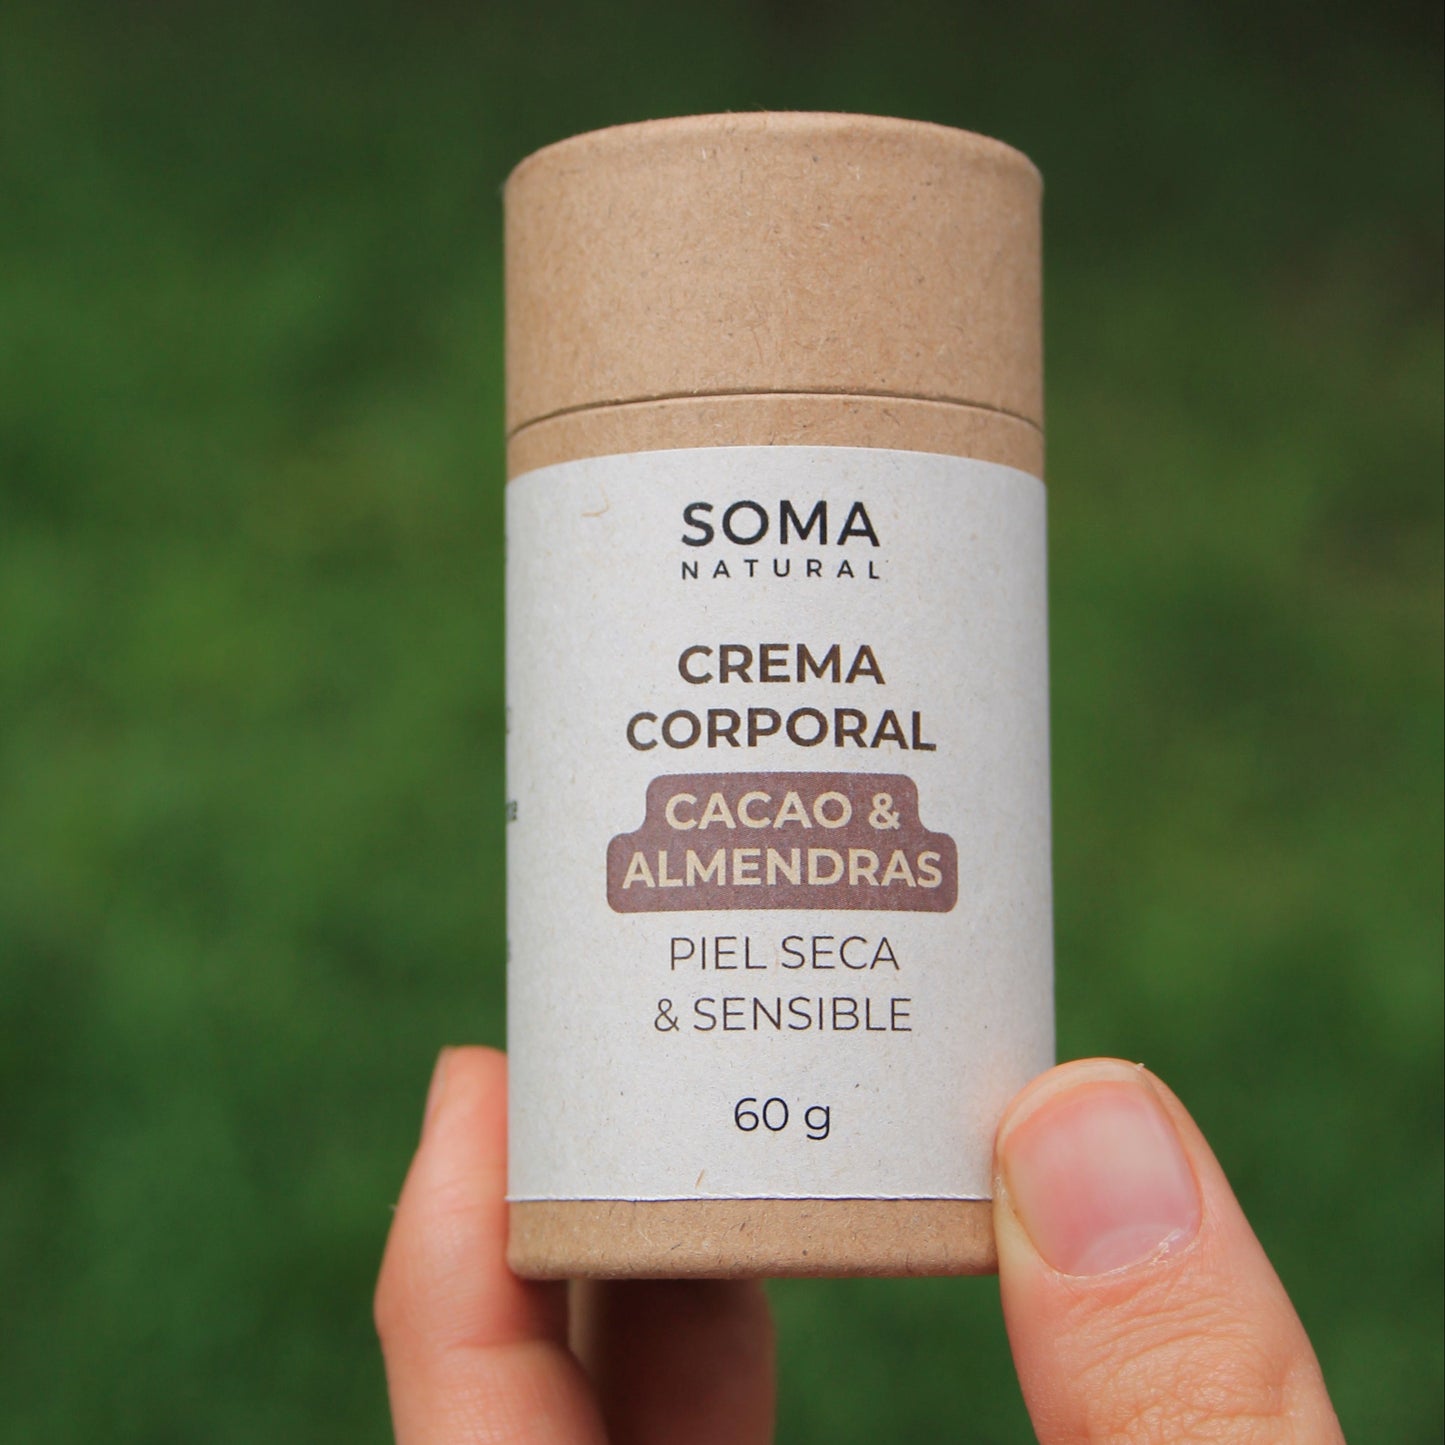 SOMA
NATURAL
CREMA
CORPORAL
CACAO &
ALMENDRAS
PIEL SECA
& SENSIBLE
60 g